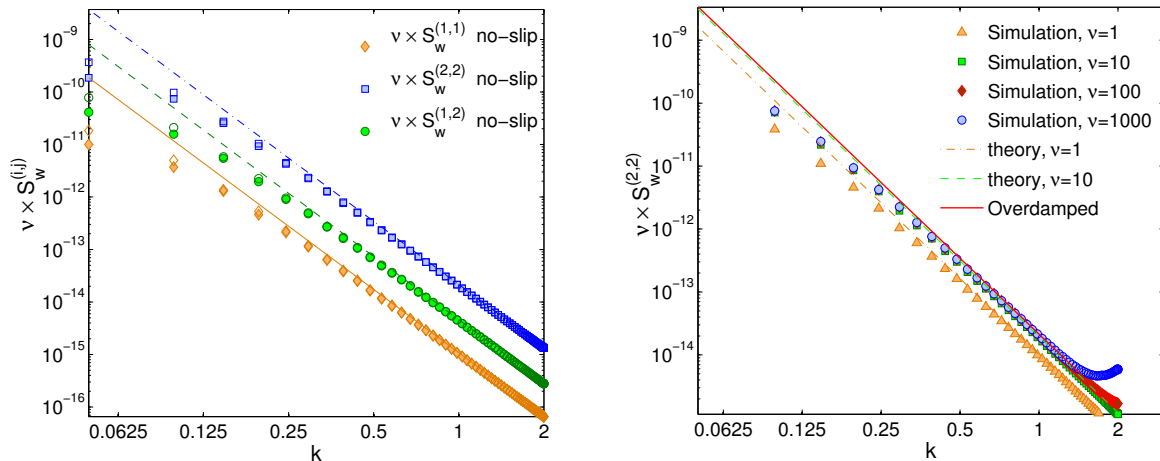 10⁻⁹
10⁻¹⁰
10⁻¹¹
10⁻¹²
10⁻¹³
10⁻¹⁴
10⁻¹⁵
10⁻¹⁶
ν × S_w^(i,j)
ν × S_w^(1,1) no−slip
ν × S_w^(2,2) no−slip
ν × S_w^(1,2) no−slip
0.0625 0.125 0.25 0.5 1 2
k
10⁻⁹
10⁻¹⁰
10⁻¹¹
10⁻¹²
10⁻¹³
10⁻¹⁴
ν × S_w^(2,2)
Simulation, ν=1
Simulation, ν=10
Simulation, ν=100
Simulation, ν=1000
theory, ν=1
theory, ν=10
Overdamped
0.0625 0.125 0.25 0.5 1 2
k